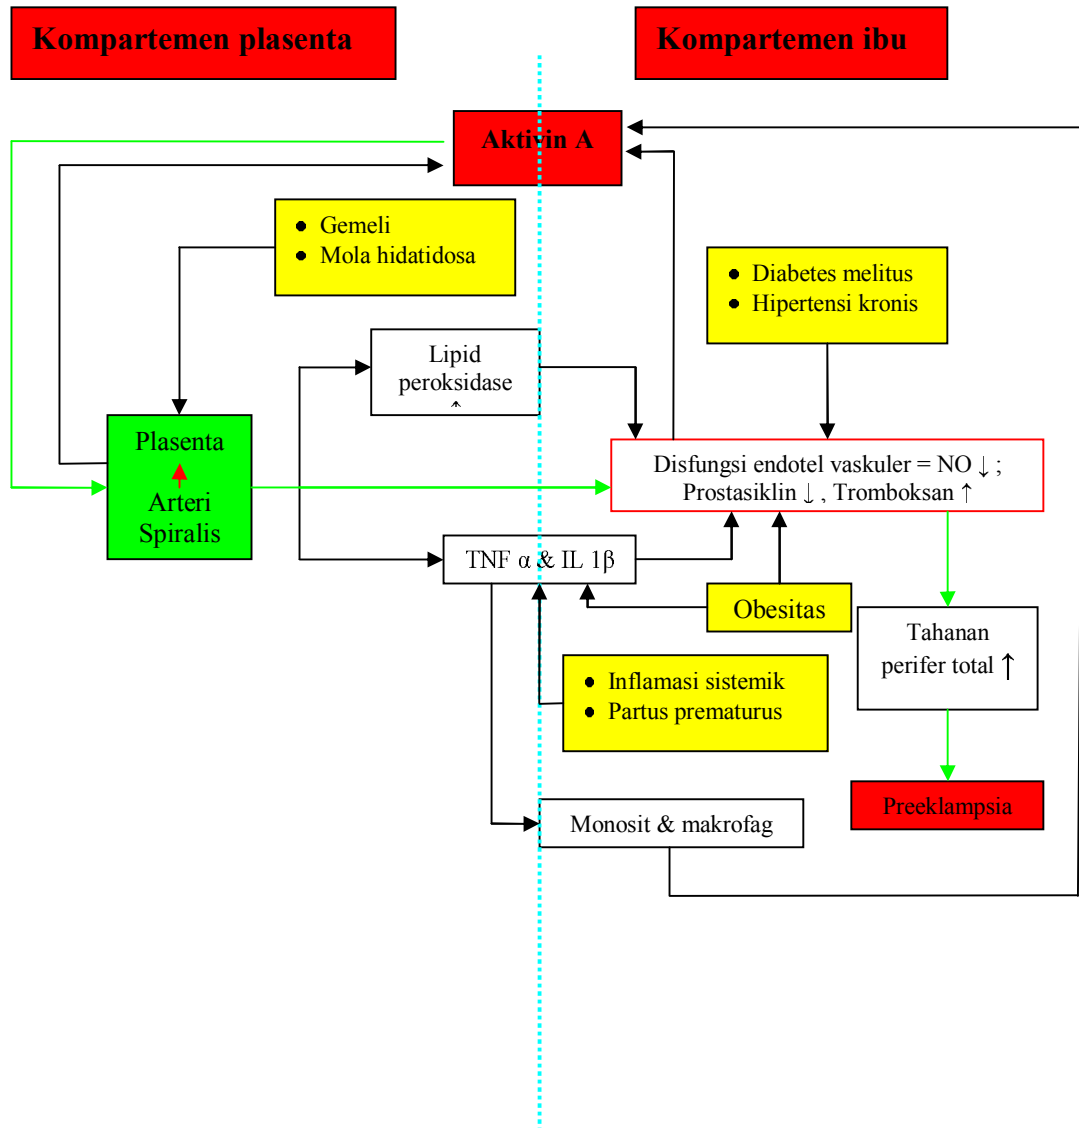 Kompartemen plasenta
Kompartemen ibu
Aktivin A
• Gemeli
• Mola hidatidosa
• Diabetes melitus
• Hipertensi kronis
Lipid
peroksidase
↑
Plasenta
Arteri
Spiralis
Disfungsi endotel vaskuler = NO ↓ ;
Prostasiklin ↓ , Tromboksan ↑
TNF α & IL 1β
Obesitas
Tahanan
perifer total ↑
• Inflamasi sistemik
• Partus prematurus
Preeklampsia
Monosit & makrofag